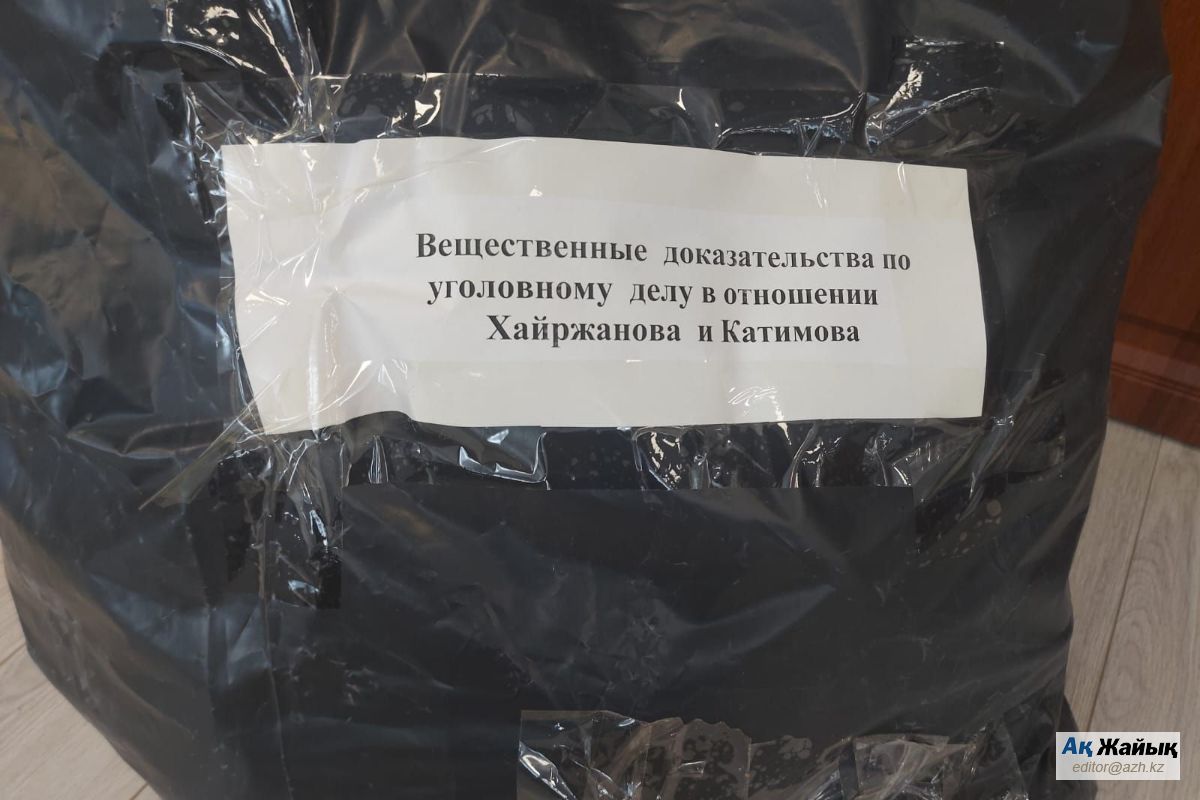 Вещественные доказательства по
уголовному делу в отношении
Хайржанова и Катимова
Ақ Жайық
editor@azh.kz